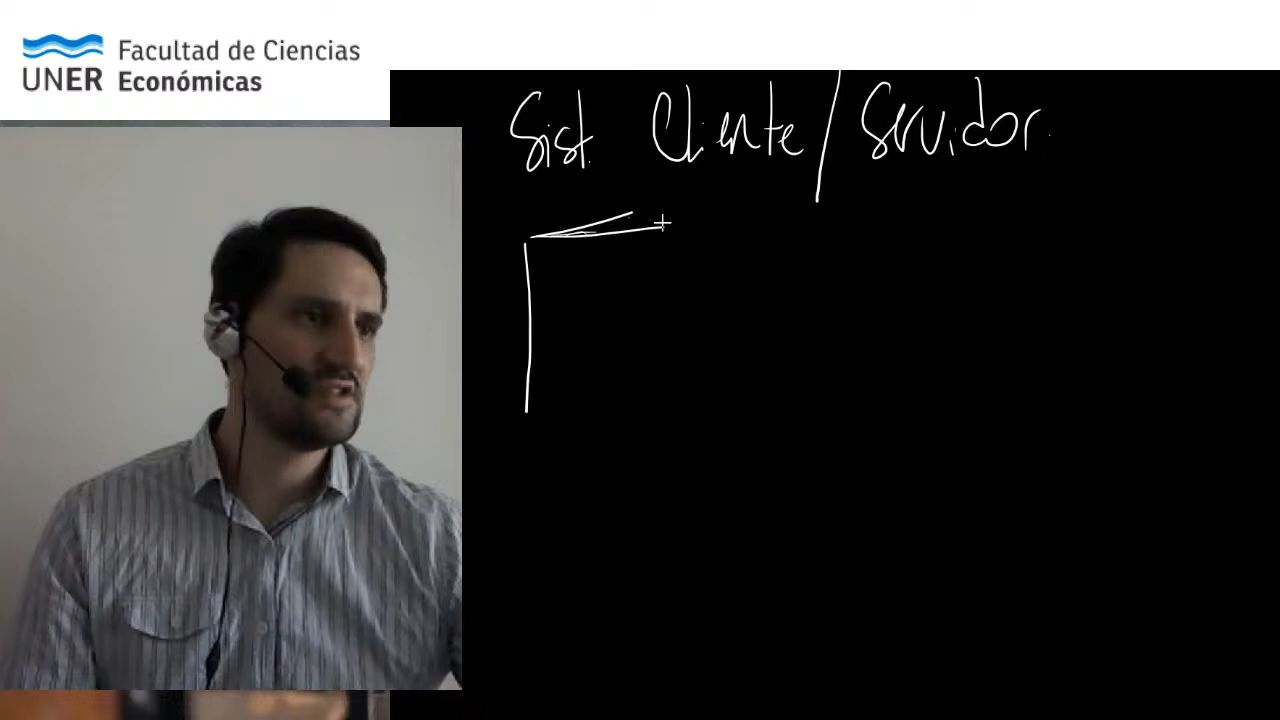 Facultad de Ciencias
UNER Económicas
Sist. Cliente/Servidor.